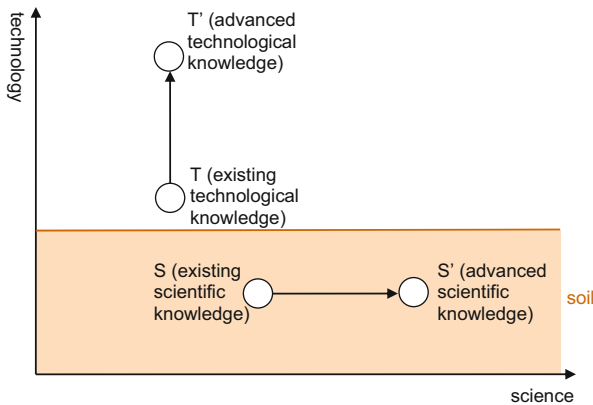 technology
T’ (advanced
technological
knowledge)
T (existing
technological
knowledge)
S (existing
scientific
knowledge)
S’ (advanced
scientific
knowledge)
soil
science